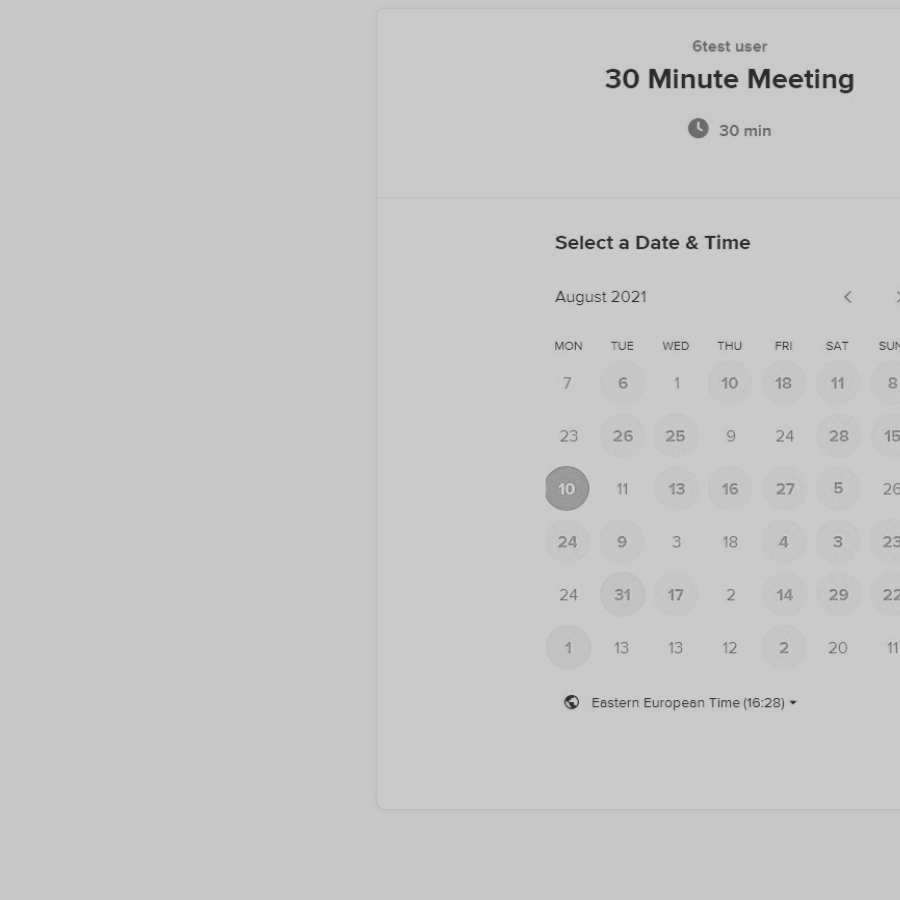 6test user
30 Minute Meeting
30 min
Select a Date & Time
August 2021
MON TUE WED THU FRI SAT SUN
7 6 1 10 18 11 8
23 26 25 9 24 28 15
10 11 13 16 27 5 26
24 9 3 18 4 3 23
24 31 17 2 14 29 22
1 13 13 12 2 20 11
Eastern European Time (16:28)